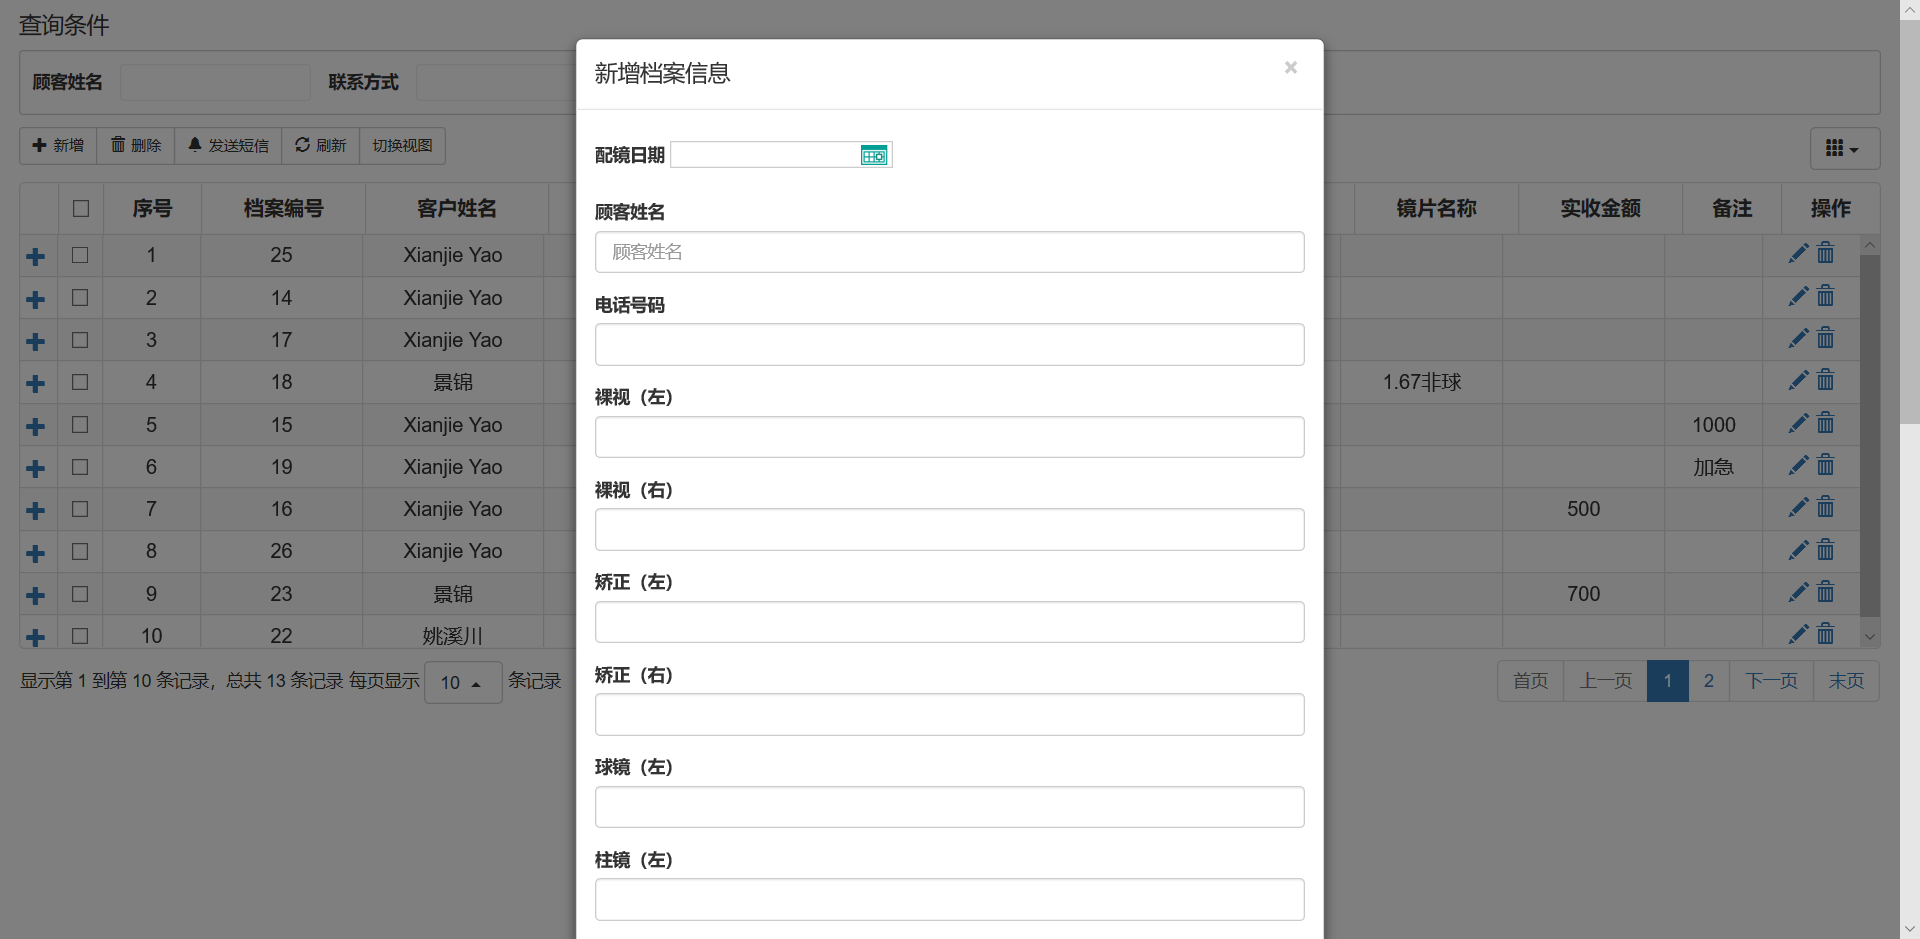 查询条件
顾客姓名 联系方式
新增 删除 发送短信 刷新 切换视图
序号 档案编号 客户姓名 镜片名称 实收金额 备注 操作
1 25 Xianjie Yao
2 14 Xianjie Yao
3 17 Xianjie Yao
4 18 景锦 1.67非球
5 15 Xianjie Yao 1000
6 19 Xianjie Yao 加急
7 16 Xianjie Yao 500
8 26 Xianjie Yao
9 23 景锦 700
10 22 姚溪川
显示第 1 到第 10 条记录，总共 13 条记录 每页显示 10 条记录
首页 上一页 1 2 下一页 末页
新增档案信息 ×
配镜日期
顾客姓名
顾客姓名
电话号码
裸视（左）
裸视（右）
矫正（左）
矫正（右）
球镜（左）
柱镜（左）